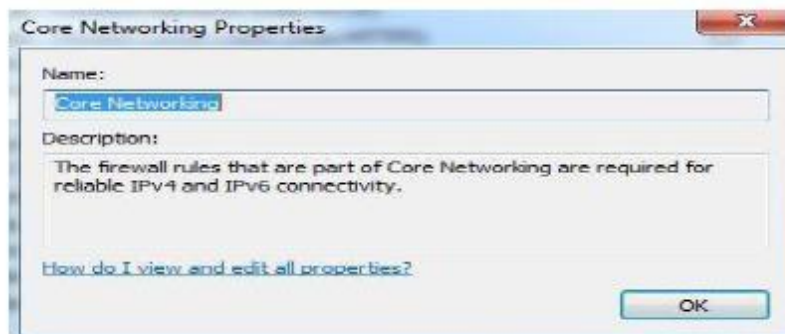 Core Networking Properties
Name:
Core Networking
Description:
The firewall rules that are part of Core Networking are required for
reliable IPv4 and IPv6 connectivity.
How do I view and edit all properties?
OK